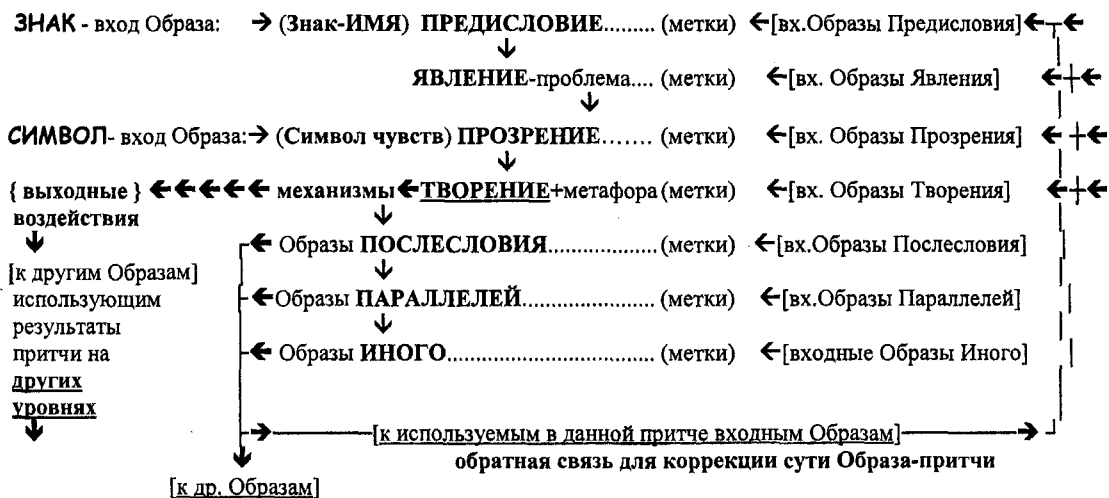 ЗНАК - вход Образа: → (Знак-ИМЯ) ПРЕДИСЛОВИЕ......... (метки) ←[вх.Образы Предисловия]←┬←
ЯВЛЕНИЕ-проблема.... (метки) ←[вх. Образы Явления] ←┼←
СИМВОЛ- вход Образа:→ (Символ чувств) ПРОЗРЕНИЕ....... (метки) ←[вх. Образы Прозрения] ←┼←
{ выходные } ←←←←← механизмы←ТВОРЕНИЕ+метафора (метки) ←[вх. Образы Творения] ←┼←
воздействия
← Образы ПОСЛЕСЛОВИЯ.................... (метки) ←[вх.Образы Послесловия]
[к другим Образам]
использующим
←Образы ПАРАЛЛЕЛЕЙ........................ (метки) ←[вх.Образы Параллелей]
результаты
притчи на
← Образы ИНОГО.................................... (метки) ←[входные Образы Иного]
других
уровнях
[к используемым в данной притче входным Образам]
обратная связь для коррекции сути Образа-притчи
[к др. Образам]